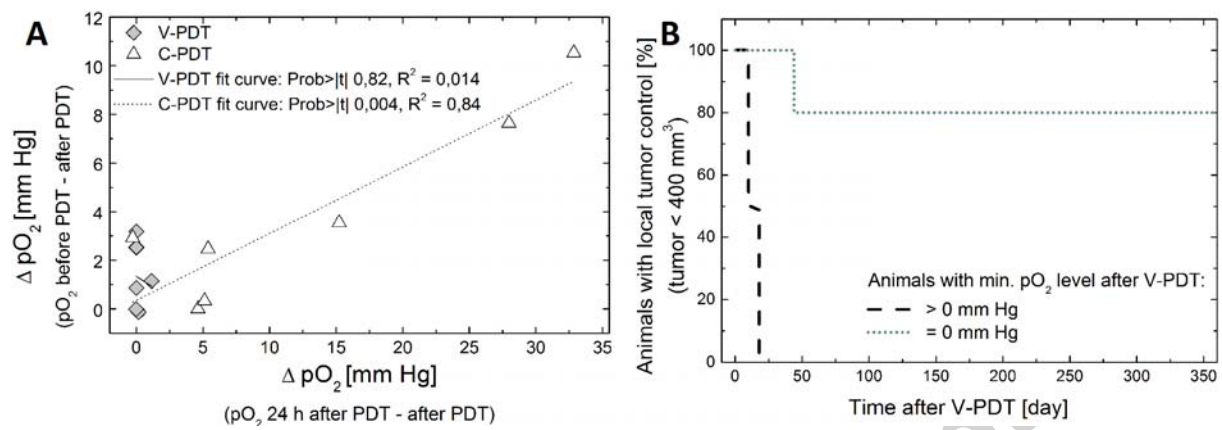 A
V-PDT
C-PDT
V-PDT fit curve: Prob>|t| 0,82, R² = 0,014
C-PDT fit curve: Prob>|t| 0,004, R² = 0,84
12
10
8
6
4
2
0
Δ pO₂ [mm Hg]
(pO₂ before PDT - after PDT)
0 5 10 15 20 25 30 35
Δ pO₂ [mm Hg]
(pO₂ 24 h after PDT - after PDT)
B
Animals with local tumor control [%]
(tumor < 400 mm³)
100
80
60
40
20
0
Animals with min. pO₂ level after V-PDT:
> 0 mm Hg
= 0 mm Hg
0 50 100 150 200 250 300 350
Time after V-PDT [day]